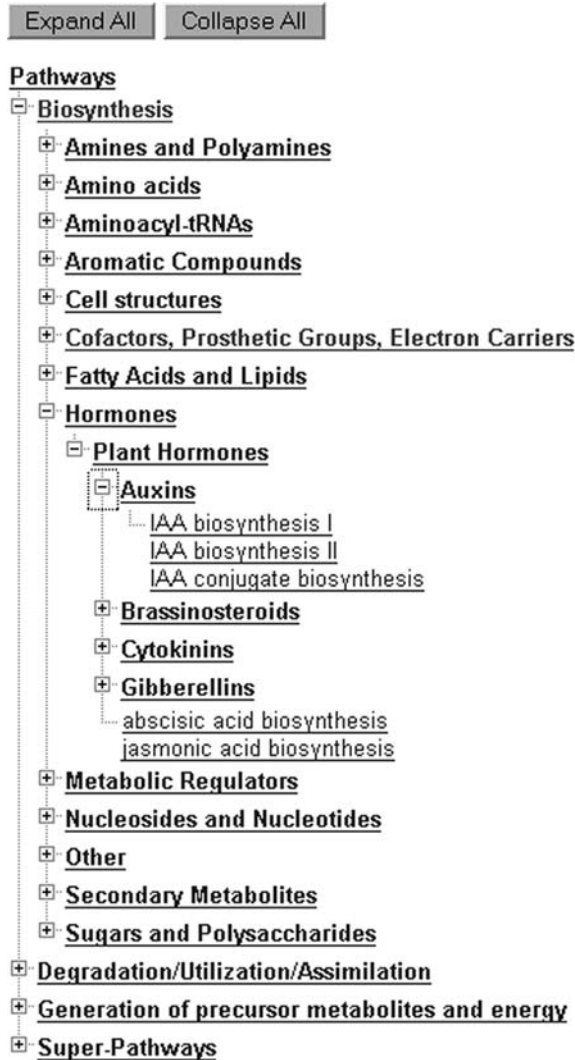 Expand All Collapse All
Pathways
Biosynthesis
Amines and Polyamines
Amino acids
Aminoacyl-tRNAs
Aromatic Compounds
Cell structures
Cofactors, Prosthetic Groups, Electron Carriers
Fatty Acids and Lipids
Hormones
Plant Hormones
Auxins
IAA biosynthesis I
IAA biosynthesis II
IAA conjugate biosynthesis
Brassinosteroids
Cytokinins
Gibberellins
abscisic acid biosynthesis
jasmonic acid biosynthesis
Metabolic Regulators
Nucleosides and Nucleotides
Other
Secondary Metabolites
Sugars and Polysaccharides
Degradation/Utilization/Assimilation
Generation of precursor metabolites and energy
Super-Pathways